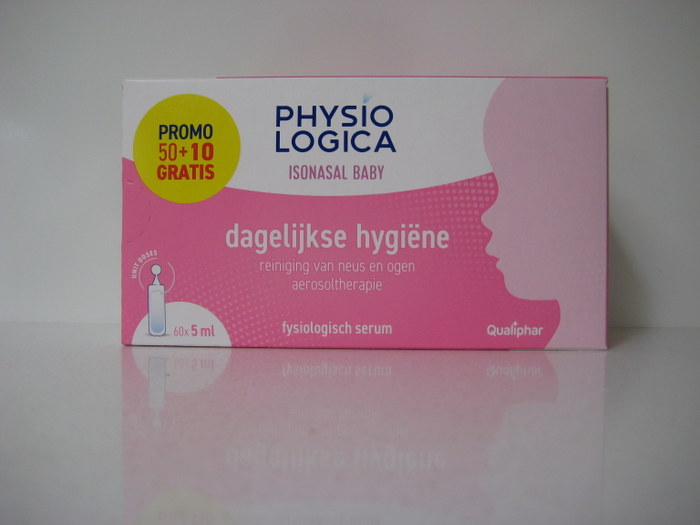 PROMO
50+10
GRATIS
PHYSIO
LOGICA
ISONASAL BABY
dagelijkse hygiëne
reiniging van neus en ogen
aerosoltherapie
UNIT DOSES
60x 5 ml
fysiologisch serum
Qualiphar